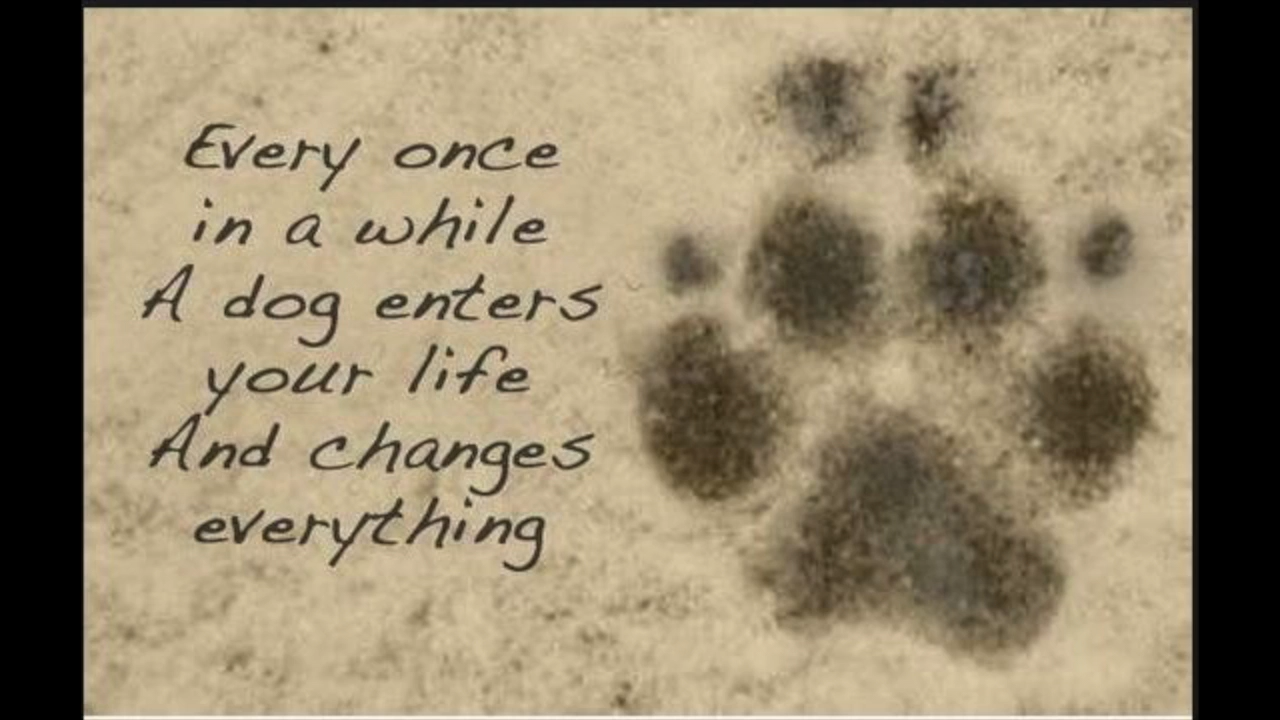 Every once
in a while
A dog enters
your life
And changes
everything